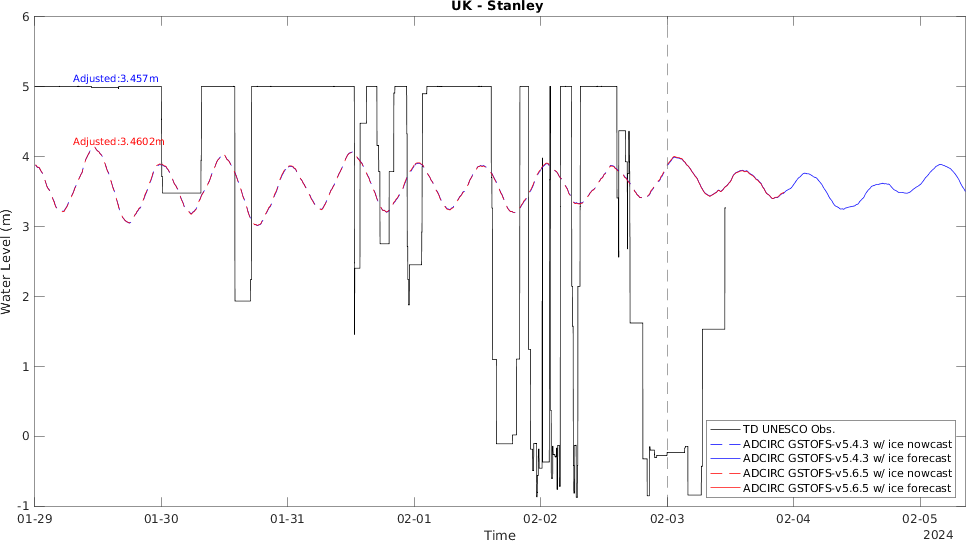 UK - Stanley
6
5
4
3
2
1
0
-1
Water Level (m)
Adjusted:3.457m
Adjusted:3.4602m
TD UNESCO Obs.
ADCIRC GSTOFS-v5.4.3 w/ ice nowcast
ADCIRC GSTOFS-v5.4.3 w/ ice forecast
ADCIRC GSTOFS-v5.6.5 w/ ice nowcast
ADCIRC GSTOFS-v5.6.5 w/ ice forecast
01-29 01-30 01-31 02-01 02-02 02-03 02-04 02-05
Time 2024